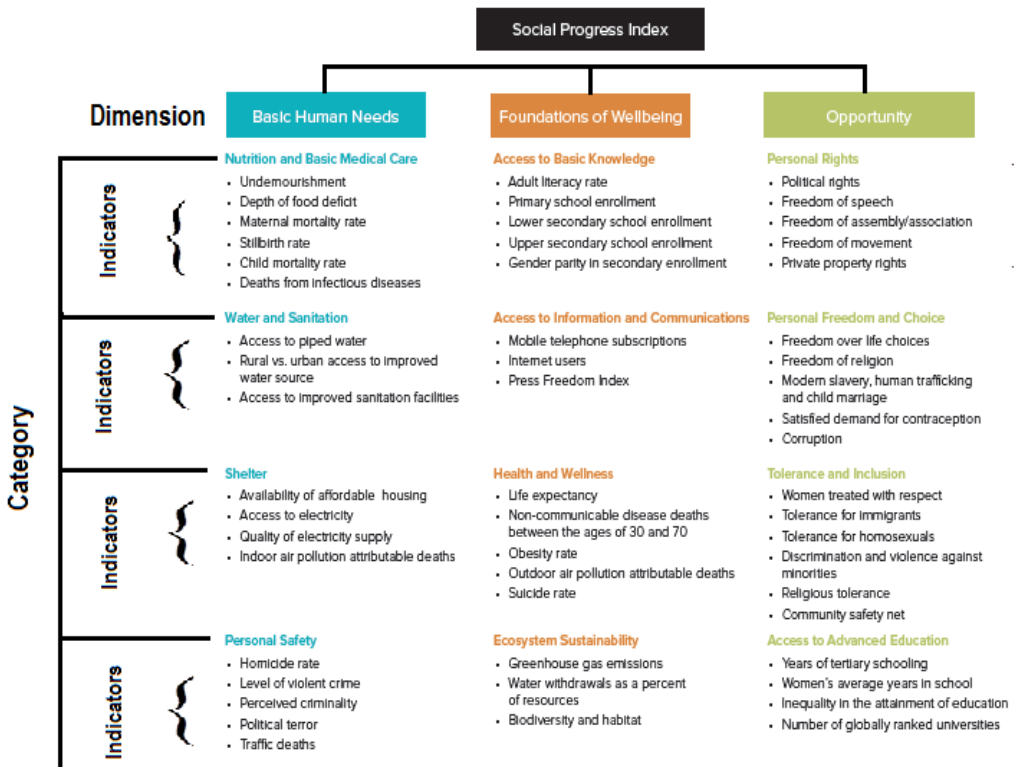 Social Progress Index
Dimension
Basic Human Needs
Foundations of Wellbeing
Opportunity
Category
Indicators
Nutrition and Basic Medical Care
• Undernourishment
• Depth of food deficit
• Maternal mortality rate
• Stillbirth rate
• Child mortality rate
• Deaths from infectious diseases
Access to Basic Knowledge
• Adult literacy rate
• Primary school enrollment
• Lower secondary school enrollment
• Upper secondary school enrollment
• Gender parity in secondary enrollment
Personal Rights
• Political rights
• Freedom of speech
• Freedom of assembly/association
• Freedom of movement
• Private property rights
Indicators
Water and Sanitation
• Access to piped water
• Rural vs. urban access to improved
water source
• Access to improved sanitation facilities
Access to Information and Communications
• Mobile telephone subscriptions
• Internet users
• Press Freedom Index
Personal Freedom and Choice
• Freedom over life choices
• Freedom of religion
• Modern slavery, human trafficking
and child marriage
• Satisfied demand for contraception
• Corruption
Indicators
Shelter
• Availability of affordable housing
• Access to electricity
• Quality of electricity supply
• Indoor air pollution attributable deaths
Health and Wellness
• Life expectancy
• Non-communicable disease deaths
between the ages of 30 and 70
• Obesity rate
• Outdoor air pollution attributable deaths
• Suicide rate
Tolerance and Inclusion
• Women treated with respect
• Tolerance for immigrants
• Tolerance for homosexuals
• Discrimination and violence against
minorities
• Religious tolerance
• Community safety net
Indicators
Personal Safety
• Homicide rate
• Level of violent crime
• Perceived criminality
• Political terror
• Traffic deaths
Ecosystem Sustainability
• Greenhouse gas emissions
• Water withdrawals as a percent
of resources
• Biodiversity and habitat
Access to Advanced Education
• Years of tertiary schooling
• Women's average years in school
• Inequality in the attainment of education
• Number of globally ranked universities